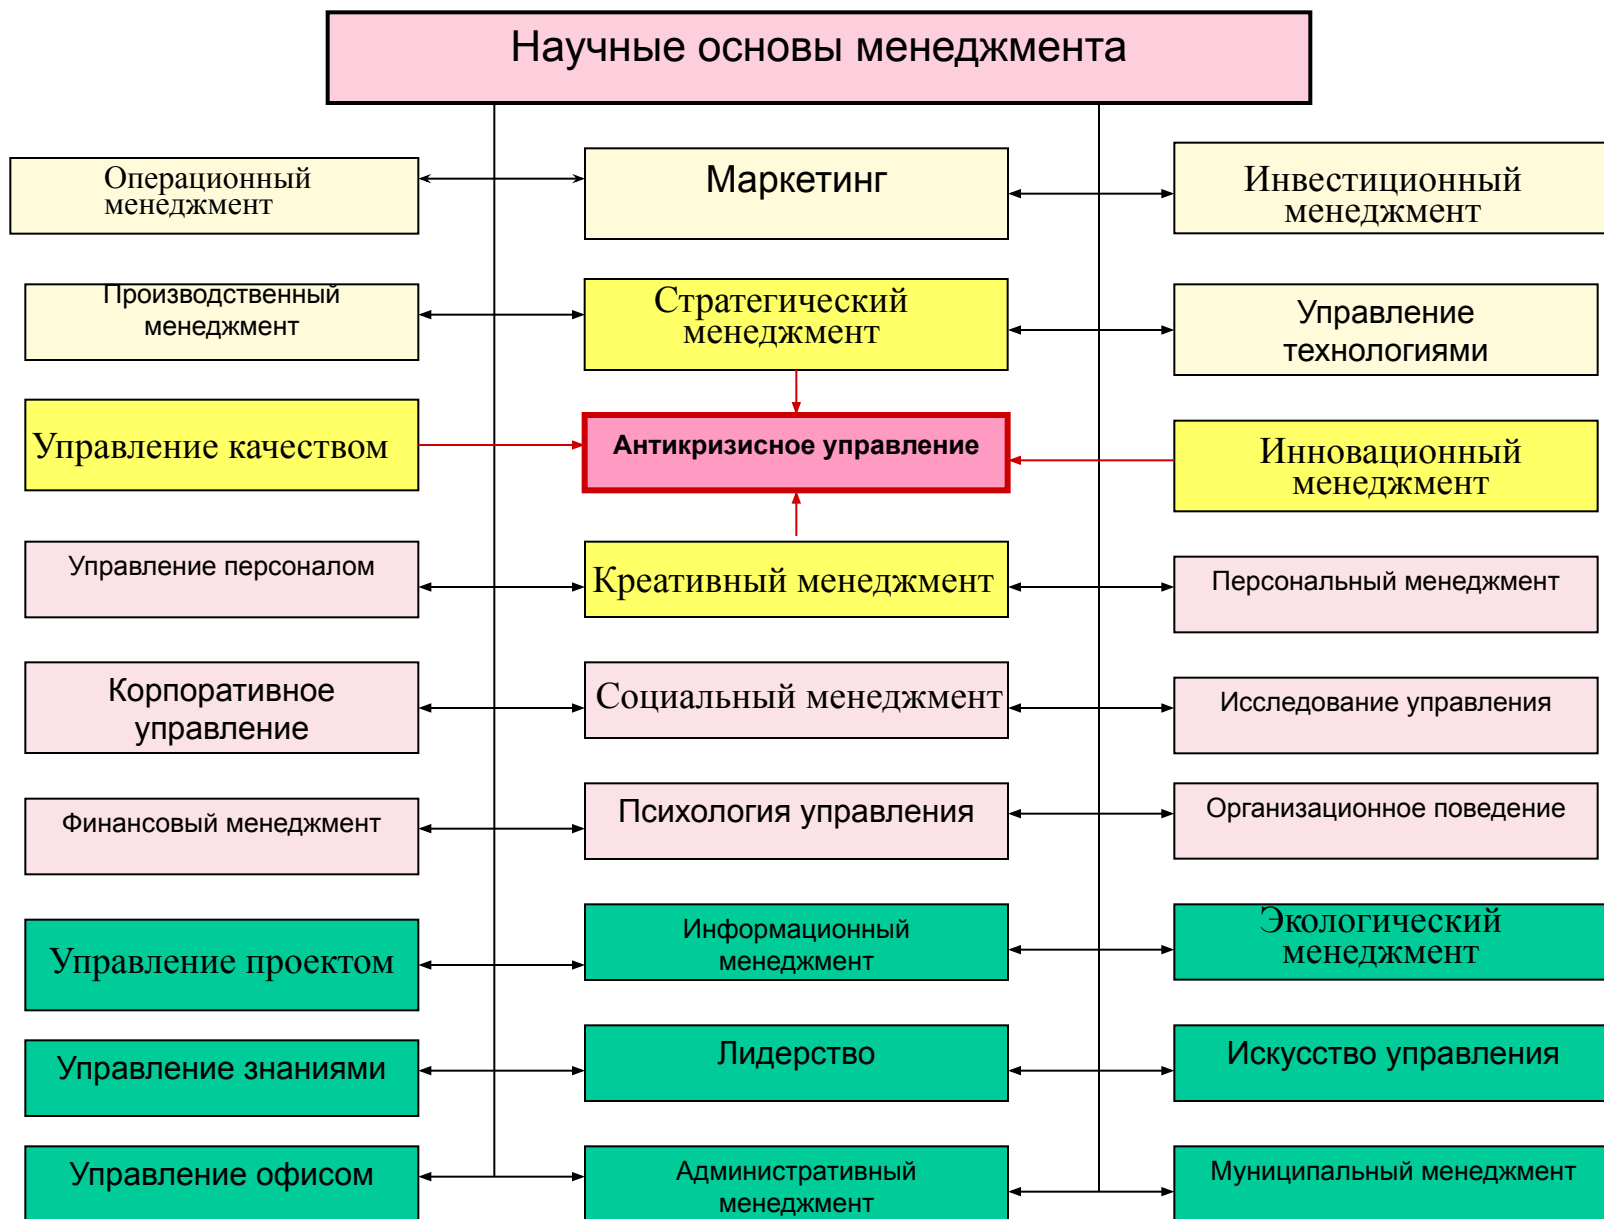 Научные основы менеджмента
Операционный
менеджмент
Маркетинг
Инвестиционный
менеджмент
Производственный
менеджмент
Стратегический
менеджмент
Управление
технологиями
Управление качеством
Антикризисное управление
Инновационный
менеджмент
Управление персоналом
Креативный менеджмент
Персональный менеджмент
Корпоративное
управление
Социальный менеджмент
Исследование управления
Финансовый менеджмент
Психология управления
Организационное поведение
Управление проектом
Информационный
менеджмент
Экологический
менеджмент
Управление знаниями
Лидерство
Искусство управления
Управление офисом
Административный
менеджмент
Муниципальный менеджмент